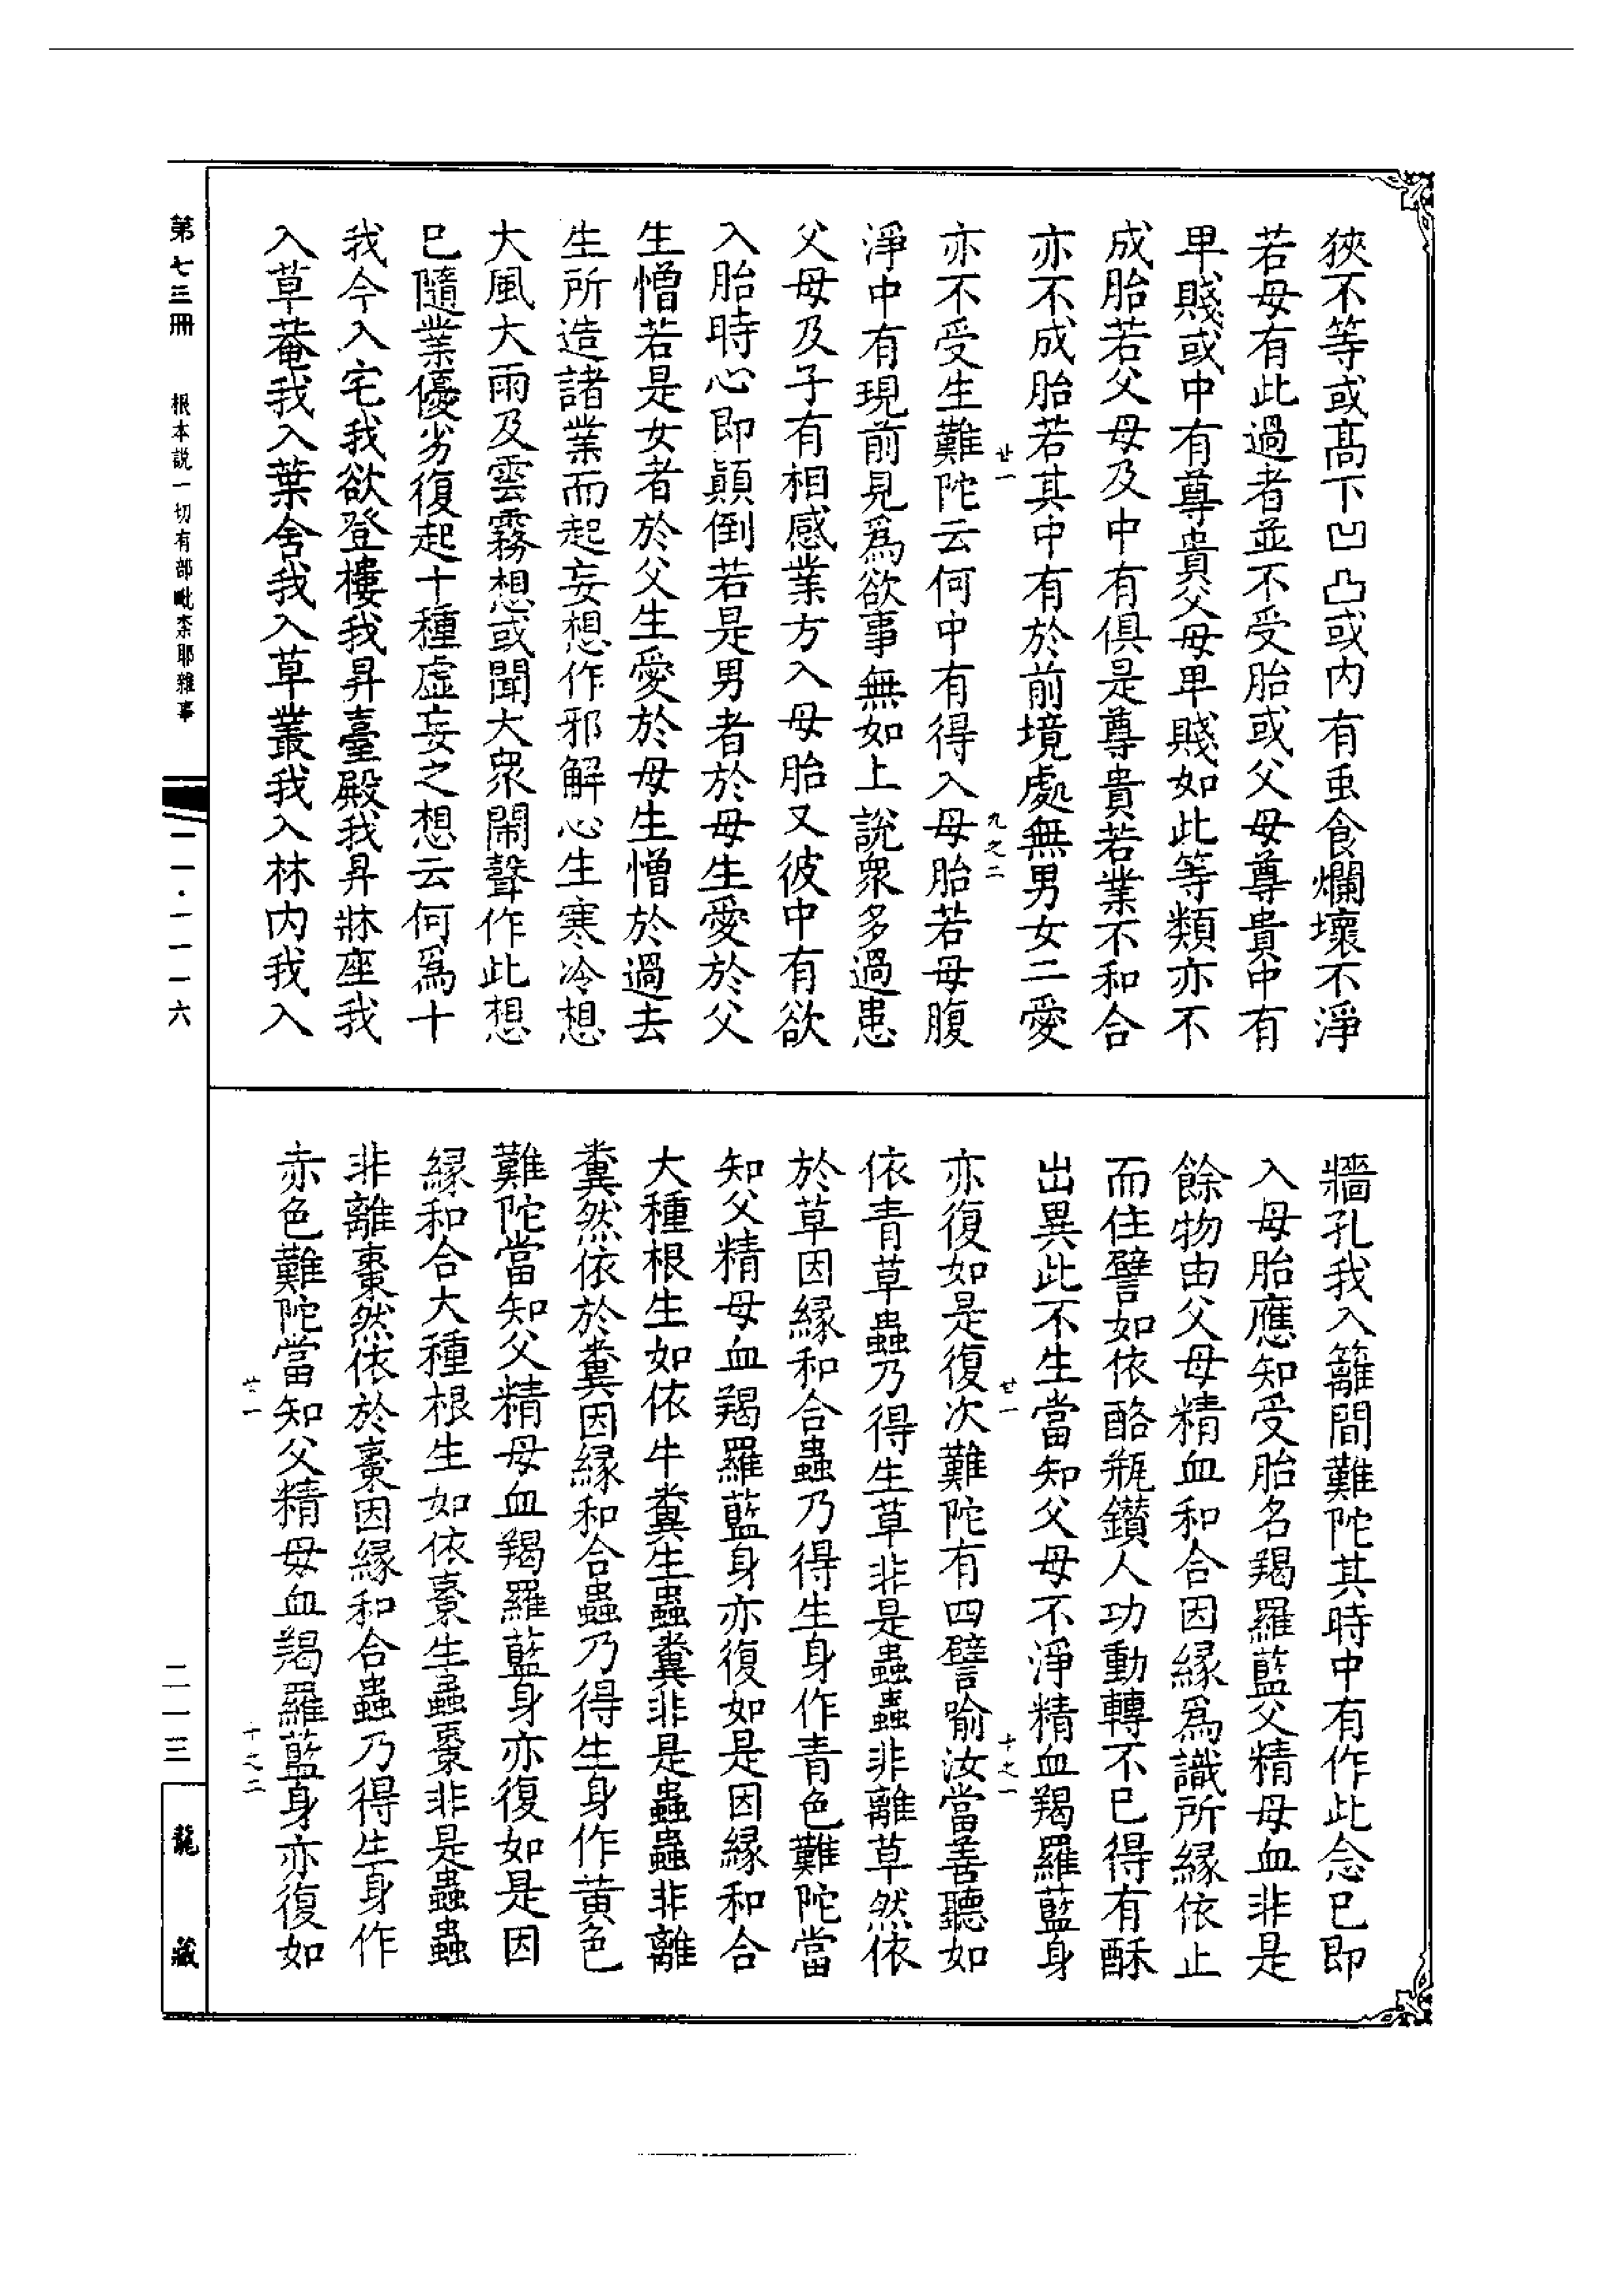 狹不等或高下凹凸或内有虫食爛壞不淨
若母有此過者並不受胎或父母尊貴中有
卑賤或中有尊貴父母卑賤如此等類亦不
成胎若父母及中有俱是尊貴若業不和合
亦不成胎若其中有於前境處無男女二愛
亦不受生難陀云何中有得入母胎若母腹
廿一
九之二
淨中有現前見爲欲事無如上說衆多過患
父母及子有相感業方入母胎又彼中有欲
入胎時心即顚倒若是男者於母生愛於父
生憎若是女者於父生愛於母生憎於過去
生所造諸業而起妄想作邪解心生寒冷想
大風大雨及雲霧想或聞大衆鬧聲作此想
已隨業優劣復起十種虛妄之想云何爲十
我今入宅我欲登樓我昇臺殿我昇牀座我
入草菴我入葉舍我入草叢我入林内我入
牆孔我入籬間難陀其時中有作此念已即
入母胎應知受胎名羯羅藍父精母血非是
餘物由父母精血和合因緣爲識所緣依止
而住譬如依酪瓶鑽人功動轉不已得有酥
出異此不生當知父母不淨精血羯羅藍身
廿一
十之一
亦復如是復次難陀有四譬喻汝當善聽如
依青草蟲乃得生草非是蟲蟲非離草然依
於草因緣和合蟲乃得生身作青色難陀當
知父精母血羯羅藍身亦復如是因緣和合
大種根生如依牛糞生蟲糞非是蟲蟲非離
糞然依於糞因緣和合蟲乃得生身作黄色
難陀當知父精母血羯羅藍身亦復如是因
緣和合大種根生如依棗生蟲棗非是蟲蟲
非離棗然依於棗因緣和合蟲乃得生身作
赤色難陀當知父精母血羯羅藍身亦復如
廿一
十之二
第七三冊
根本説一切有部毗柰耶雜事
一一·一一一六
二一三
龍藏